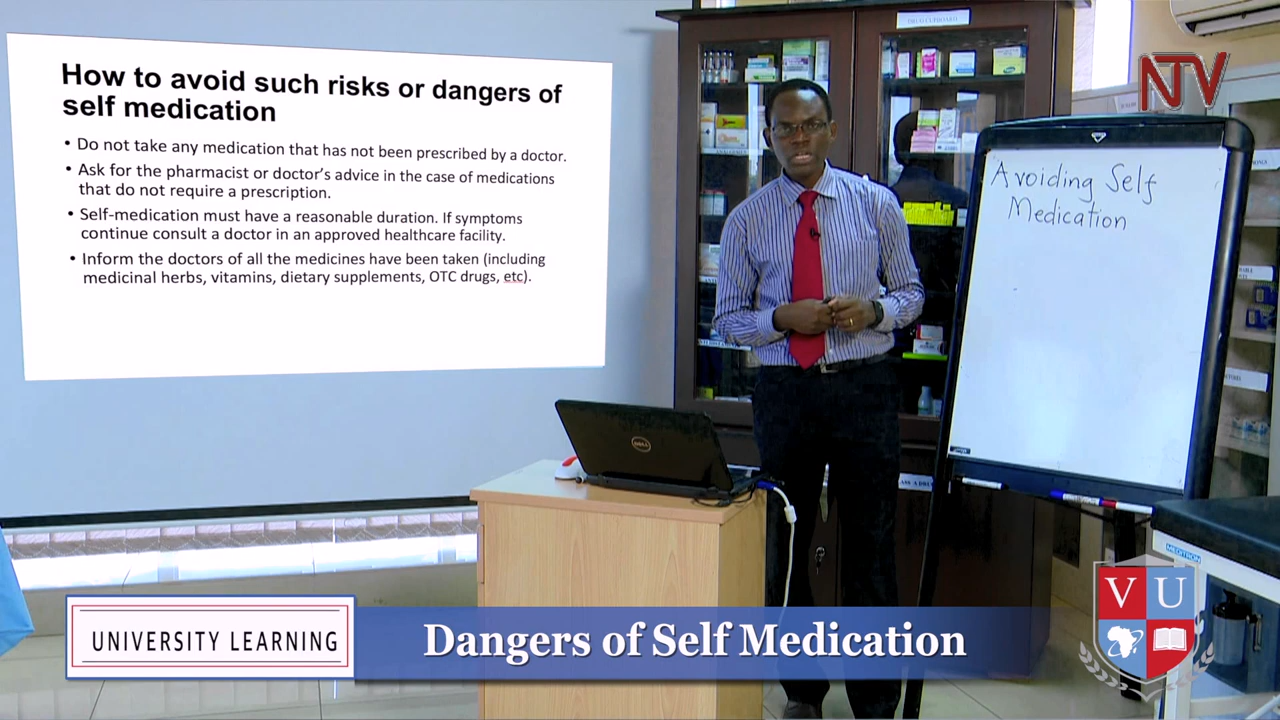 How to avoid such risks or dangers of
self medication
• Do not take any medication that has not been prescribed by a doctor.
• Ask for the pharmacist or doctor's advice in the case of medications
that do not require a prescription.
• Self-medication must have a reasonable duration. If symptoms
continue consult a doctor in an approved healthcare facility.
• Inform the doctors of all the medicines have been taken (including
medicinal herbs, vitamins, dietary supplements, OTC drugs, etc).
NTV
Avoiding Self
Medication
DELL
MEDITRON
UNIVERSITY LEARNING
Dangers of Self Medication
VU